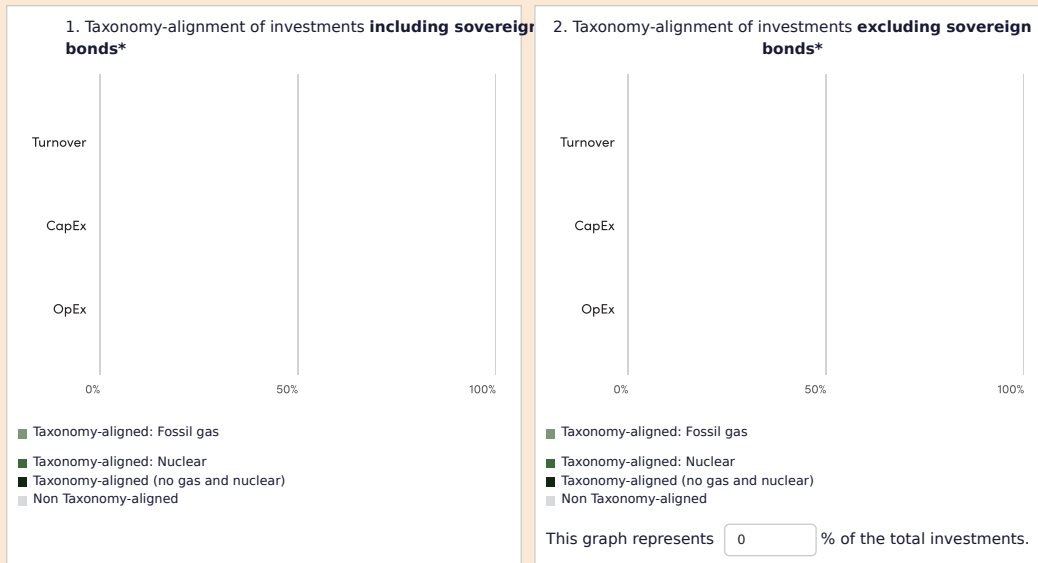 1. Taxonomy-alignment of investments including sovereign
bonds*
Turnover
CapEx
OpEx
0% 50% 100%
Taxonomy-aligned: Fossil gas
Taxonomy-aligned: Nuclear
Taxonomy-aligned (no gas and nuclear)
Non Taxonomy-aligned
2. Taxonomy-alignment of investments excluding sovereign
bonds*
Turnover
CapEx
OpEx
0% 50% 100%
Taxonomy-aligned: Fossil gas
Taxonomy-aligned: Nuclear
Taxonomy-aligned (no gas and nuclear)
Non Taxonomy-aligned
This graph represents 0 % of the total investments.